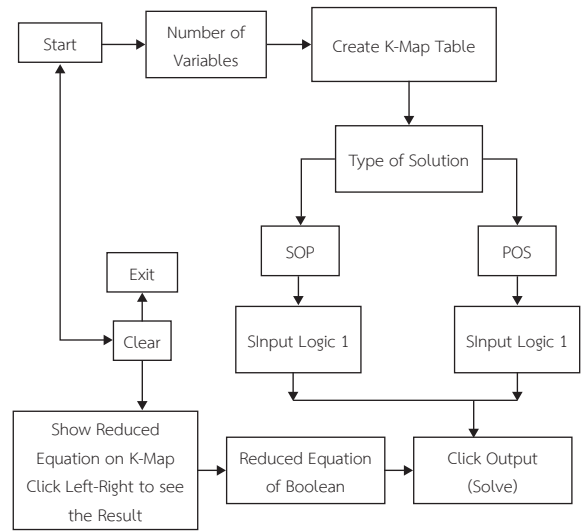 Start
Number of
Variables
Create K-Map Table
Type of Solution
SOP
POS
Exit
SInput Logic 1
SInput Logic 1
Clear
Show Reduced
Equation on K-Map
Click Left-Right to see
the Result
Reduced Equation
of Boolean
Click Output
(Solve)